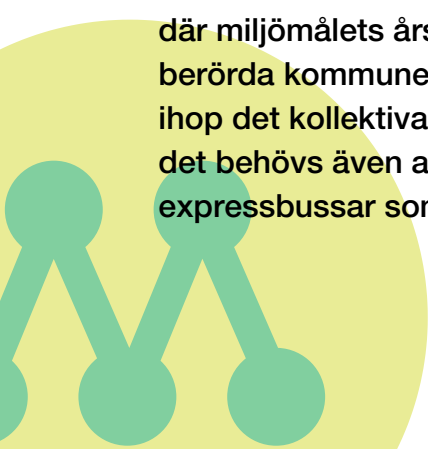 där miljömålets års
berörda kommune
ihop det kollektiva
det behövs även a
expressbussar som